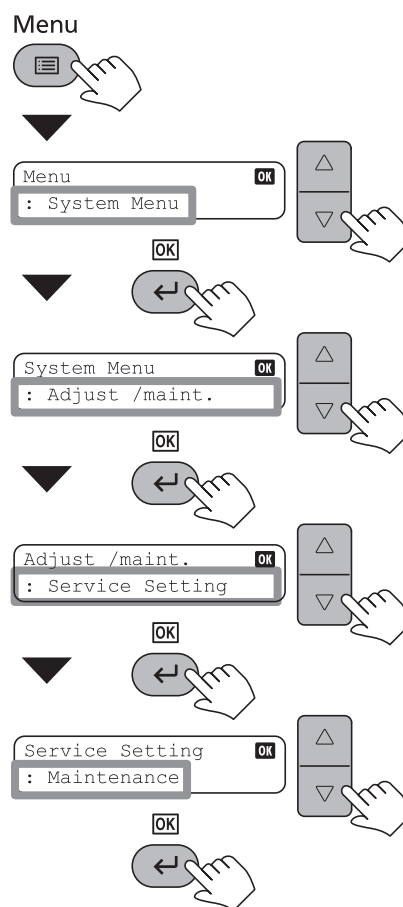 Menu
Menu OK
: System Menu
OK
System Menu OK
: Adjust /maint.
OK
Adjust /maint. OK
: Service Setting
OK
Service Setting OK
: Maintenance
OK